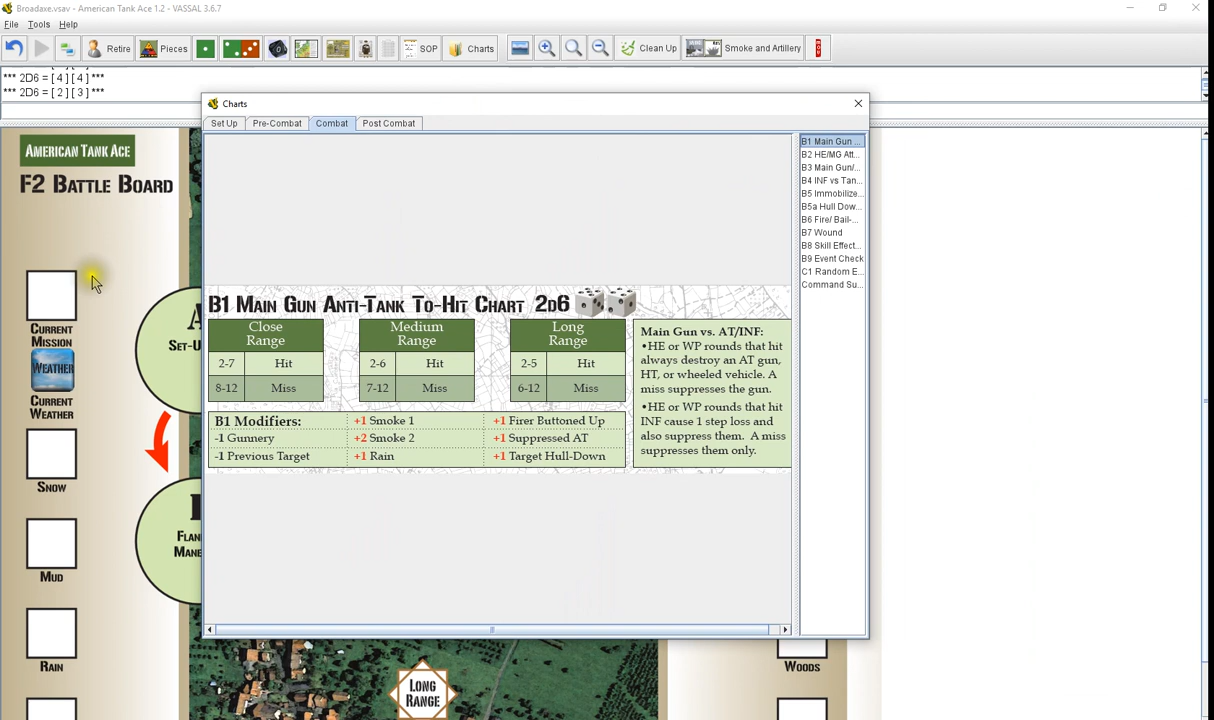 Broadaxe.vsav - American Tank Ace 1.2 - VASSAL 3.6.7
File Tools Help
Retire Pieces SOP Charts Clean Up Smoke and Artillery
*** 2D6 = [ 4 ] [ 4 ] ***
*** 2D6 = [ 2 ] [ 3 ] ***
Charts
Set Up Pre-Combat Combat Post Combat
AMERICAN TANK ACE
F2 BATTLE BOARD
CURRENT
MISSION
WEATHER
CURRENT
WEATHER
SNOW
MUD
RAIN
SET-U
FLAN
MANE
B1 MAIN GUN ANTI-TANK TO-HIT CHART 2D6
Close
Range
2-7 Hit
8-12 Miss
Medium
Range
2-6 Hit
7-12 Miss
Long
Range
2-5 Hit
6-12 Miss
B1 Modifiers: +1 Smoke 1 +1 Firer Buttoned Up
-1 Gunnery +2 Smoke 2 +1 Suppressed AT
-1 Previous Target +1 Rain +1 Target Hull-Down
Main Gun vs. AT/INF:
•HE or WP rounds that hit
always destroy an AT gun,
HT, or wheeled vehicle. A
miss suppresses the gun.
•HE or WP rounds that hit
INF cause 1 step loss and
also suppress them. A miss
suppresses them only.
B1 Main Gun ...
B2 HE/MG Att...
B3 Main Gun/...
B4 INF vs Tan...
B5 Immobilize...
B5a Hull Dow...
B6 Fire/ Bail-...
B7 Wound
B8 Skill Effect...
B9 Event Check
C1 Random E...
Command Su...
LONG
RANGE
WOODS